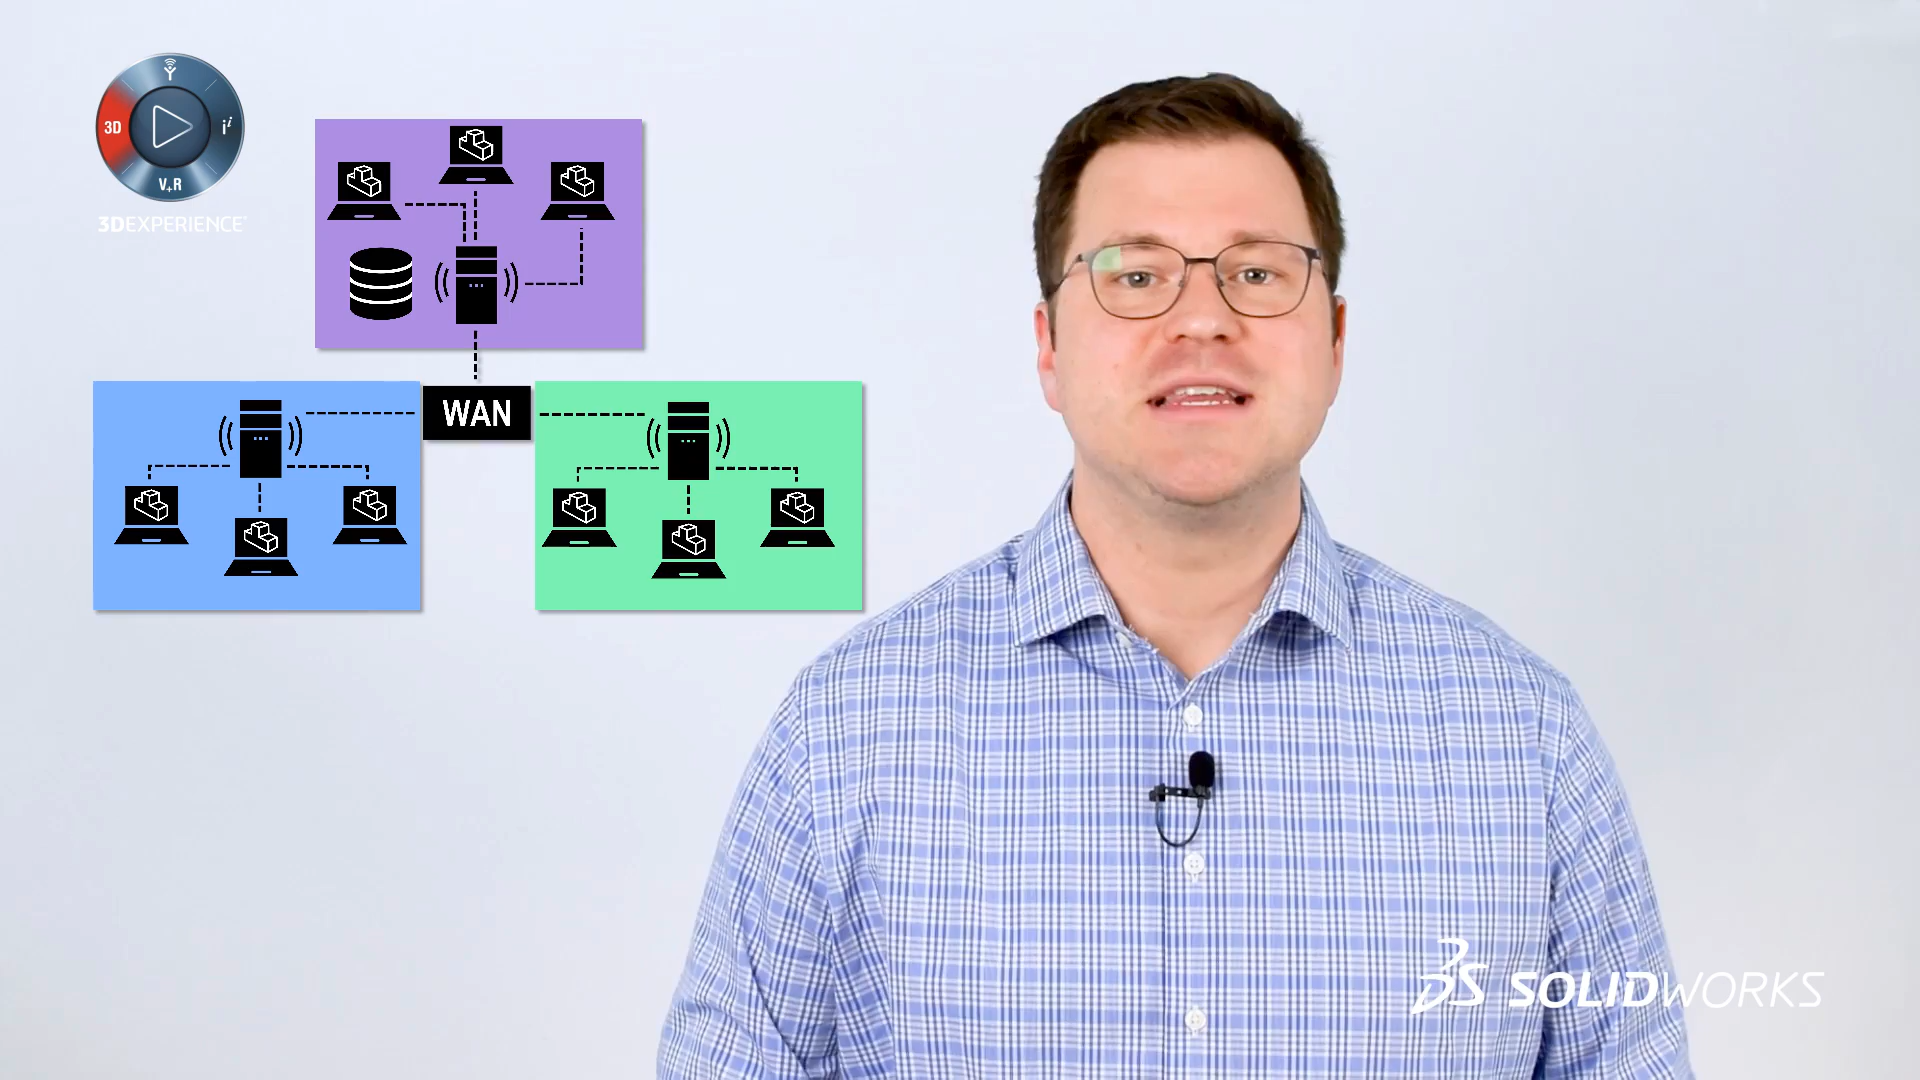 3D
i i
V+R
3DEXPERIENCE
WAN
SOLIDWORKS